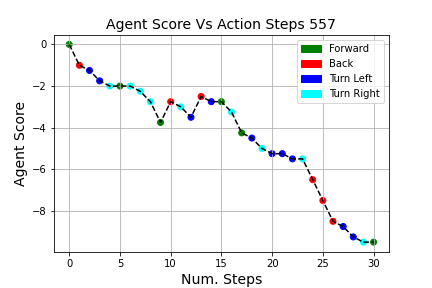 Agent Score Vs Action Steps 557
Forward
Back
Turn Left
Turn Right
Agent Score
0
−2
−4
−6
−8
0 5 10 15 20 25 30
Num. Steps